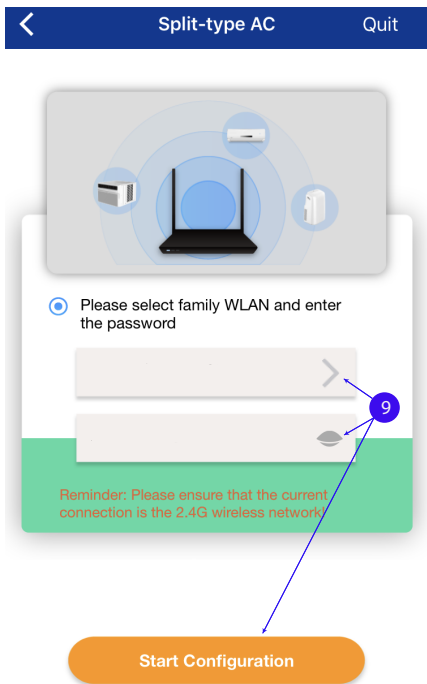 Split-type AC Quit
Please select family WLAN and enter
the password
9
Reminder: Please ensure that the current
connection is the 2.4G wireless network!
Start Configuration